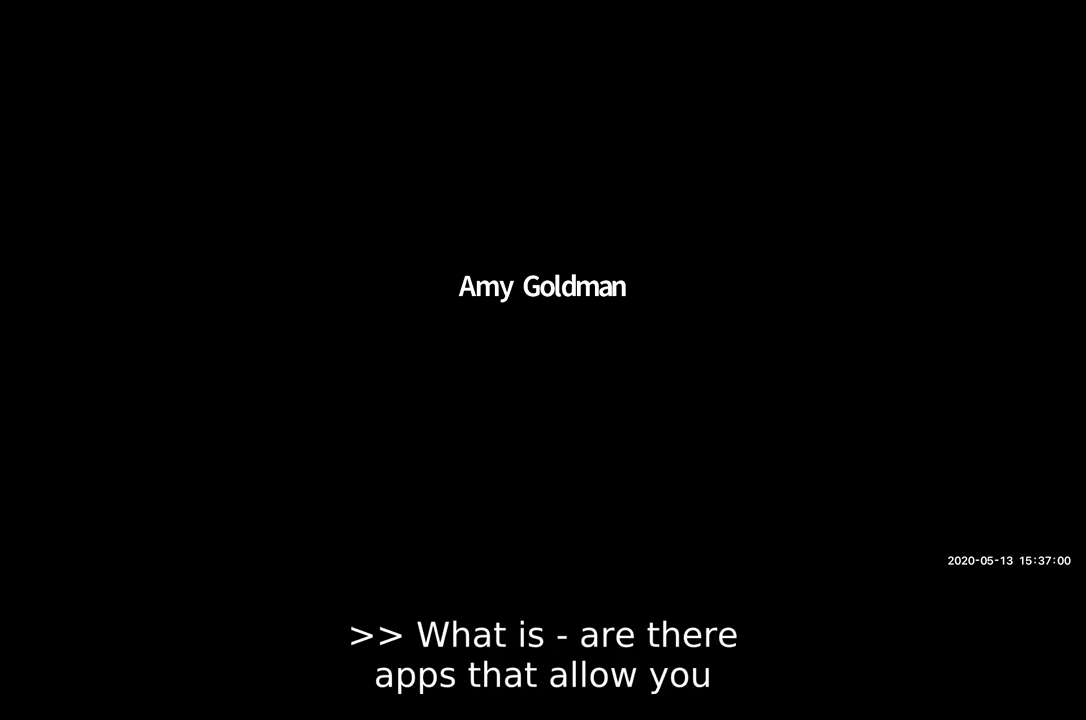 Amy Goldman
2020-05-13 15:37:00
>> What is - are there
apps that allow you